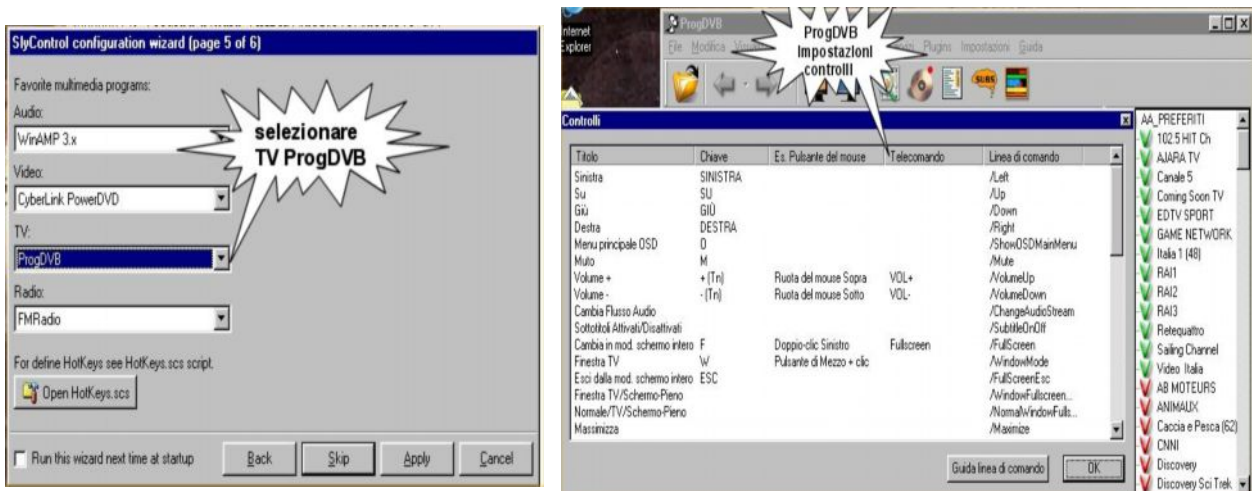 SlyControl configuration wizard (page 5 of 6)
Favorite multimedia programs:
Audio:
WinAMP 3.x
Video:
CyberLink PowerDVD
TV:
ProgDVB
Radio:
FMRadio
For define HotKeys see HotKeys.scs script.
Open HotKeys.scs
Run this wizard next time at startup
Back Skip Apply Cancel
selezionare
TV ProgDVB
Internet
Explorer
ProgDVB
File Modifica Plugins Impostazioni Guida
ProgDVB
Impostazioni
controlli
SUBS
Controlli
Titolo Chiave Es. Pulsante del mouse Telecomando Linea di comando
Sinistra SINISTRA /Left
Su SU /Up
Giù GIÙ /Down
Destra DESTRA /Right
Menu principale OSD O /ShowOSDMainMenu
Muto M /Mute
Volume + + (Tn) Ruota del mouse Sopra VOL+ /VolumeUp
Volume - - (Tn) Ruota del mouse Sotto VOL- /VolumeDown
Cambia Flusso Audio /ChangeAudioStream
Sottotitoli Attivati/Disattivati /SubtitleOnOff
Cambia in mod. schermo intero F Doppio-clic Sinistro Fullscreen /FullScreen
Finestra TV W Pulsante di Mezzo + clic /WindowMode
Esci dalla mod. schermo intero ESC /FullScreenEsc
Finestra TV/Schermo-Pieno /WindowFullscreen...
Normale/TV/Schermo-Pieno /NormalWindowFulls...
Massimizza /Maximize
Guida linea di comando OK
AA_PREFERITI
102.5 HIT Ch
AJARA TV
Canale 5
Coming Soon TV
EDTV SPORT
GAME NETWORK
Italia 1 (48)
RAI1
RAI2
RAI3
Retequattro
Sailing Channel
Video Italia
AB MOTEURS
ANIMAUX
Caccia e Pesca (62)
CNNI
Discovery
Discovery Sci Trek